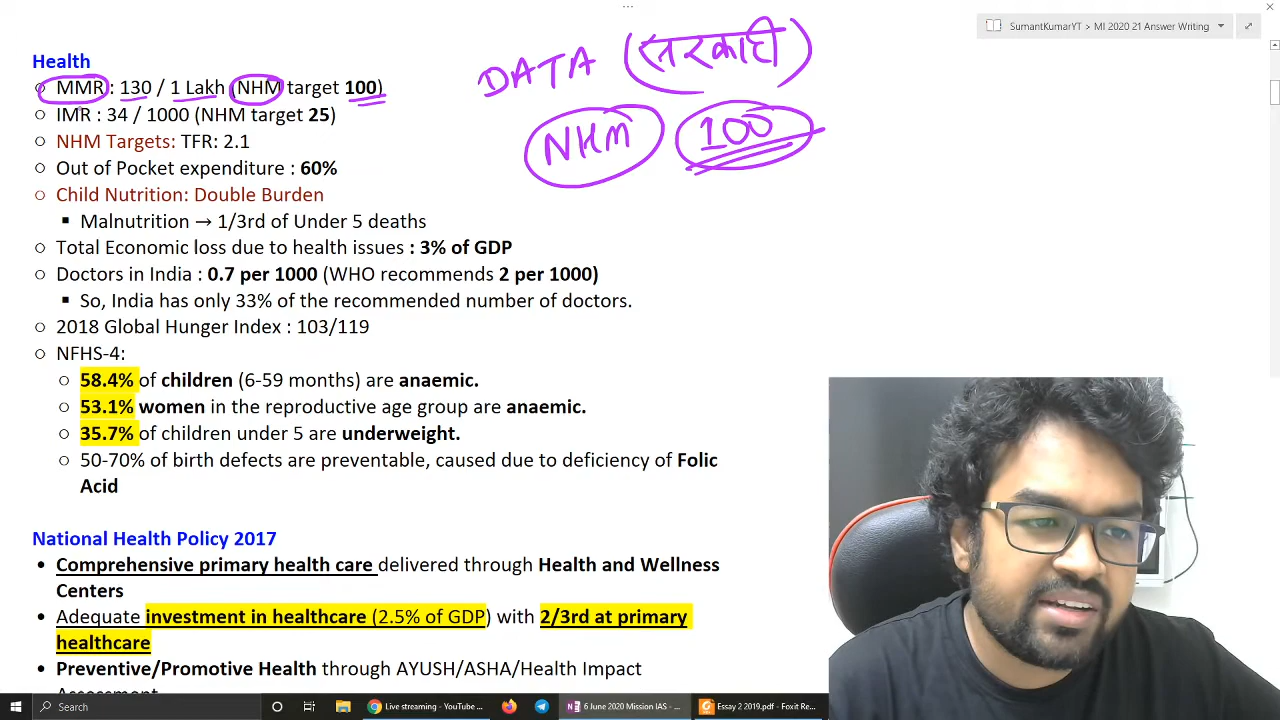 SumantKumarYT > MI 2020 21 Answer Writing
DATA (सरकारी)
NHM 100
Health
MMR : 130 / 1 Lakh (NHM target 100)
IMR : 34 / 1000 (NHM target 25)
NHM Targets: TFR: 2.1
Out of Pocket expenditure : 60%
Child Nutrition: Double Burden
Malnutrition → 1/3rd of Under 5 deaths
Total Economic loss due to health issues : 3% of GDP
Doctors in India : 0.7 per 1000 (WHO recommends 2 per 1000)
So, India has only 33% of the recommended number of doctors.
2018 Global Hunger Index : 103/119
NFHS-4:
58.4% of children (6-59 months) are anaemic.
53.1% women in the reproductive age group are anaemic.
35.7% of children under 5 are underweight.
50-70% of birth defects are preventable, caused due to deficiency of Folic
Acid
National Health Policy 2017
Comprehensive primary health care delivered through Health and Wellness
Centers
Adequate investment in healthcare (2.5% of GDP) with 2/3rd at primary
healthcare
Preventive/Promotive Health through AYUSH/ASHA/Health Impact
Assessment
Search
Live streaming - YouTube ...
6 June 2020 Mission IAS - ...
Essay 2 2019.pdf - Foxit Re...